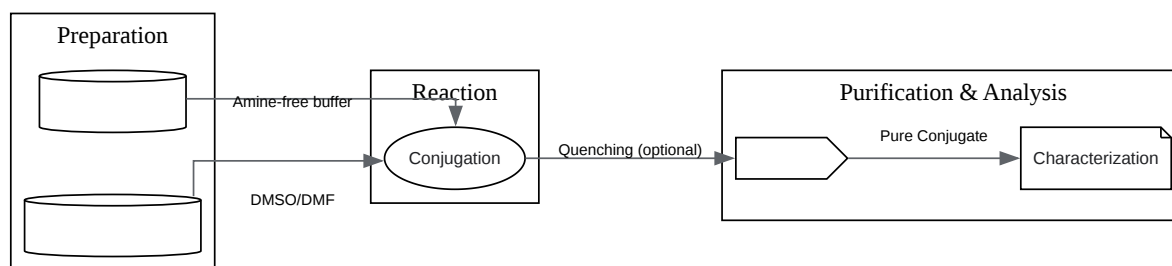 Preparation
Amine-free buffer
DMSO/DMF
Reaction
Conjugation
Quenching (optional)
Purification & Analysis
Pure Conjugate
Characterization